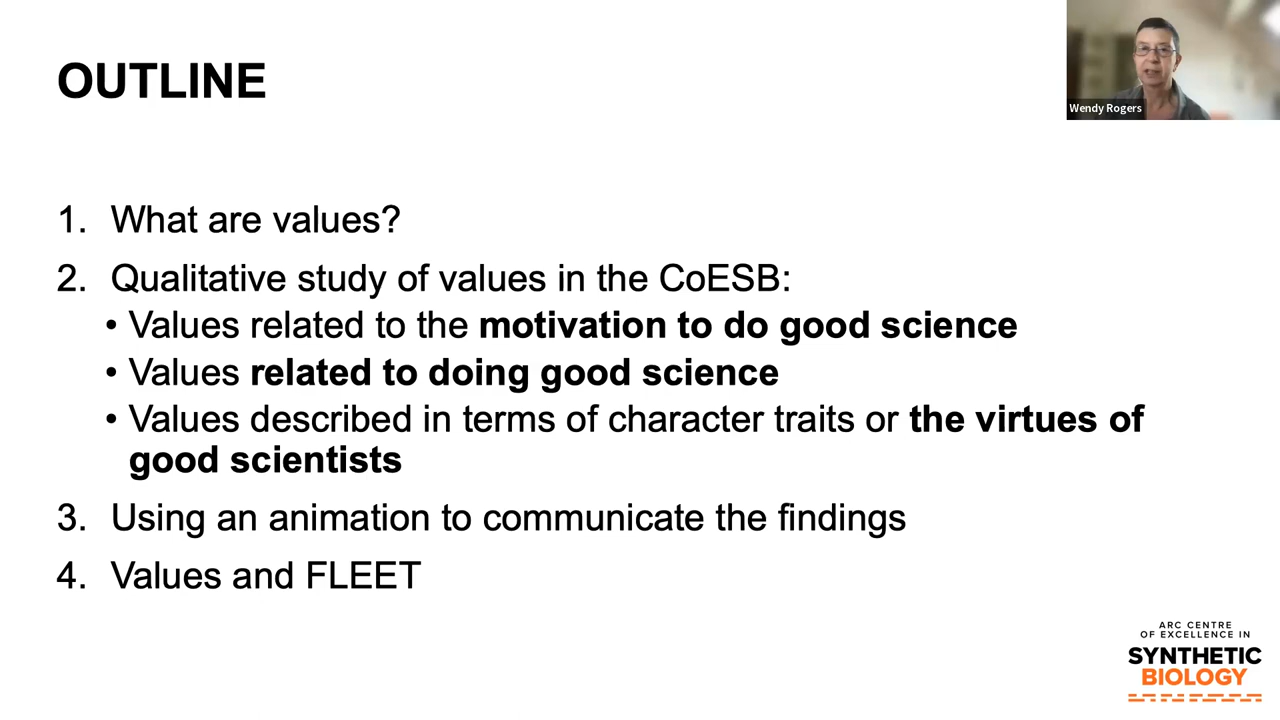 OUTLINE
Wendy Rogers
1. What are values?
2. Qualitative study of values in the CoESB:
• Values related to the motivation to do good science
• Values related to doing good science
• Values described in terms of character traits or the virtues of
good scientists
3. Using an animation to communicate the findings
4. Values and FLEET
ARC CENTRE
OF EXCELLENCE IN
SYNTHETIC
BIOLOGY